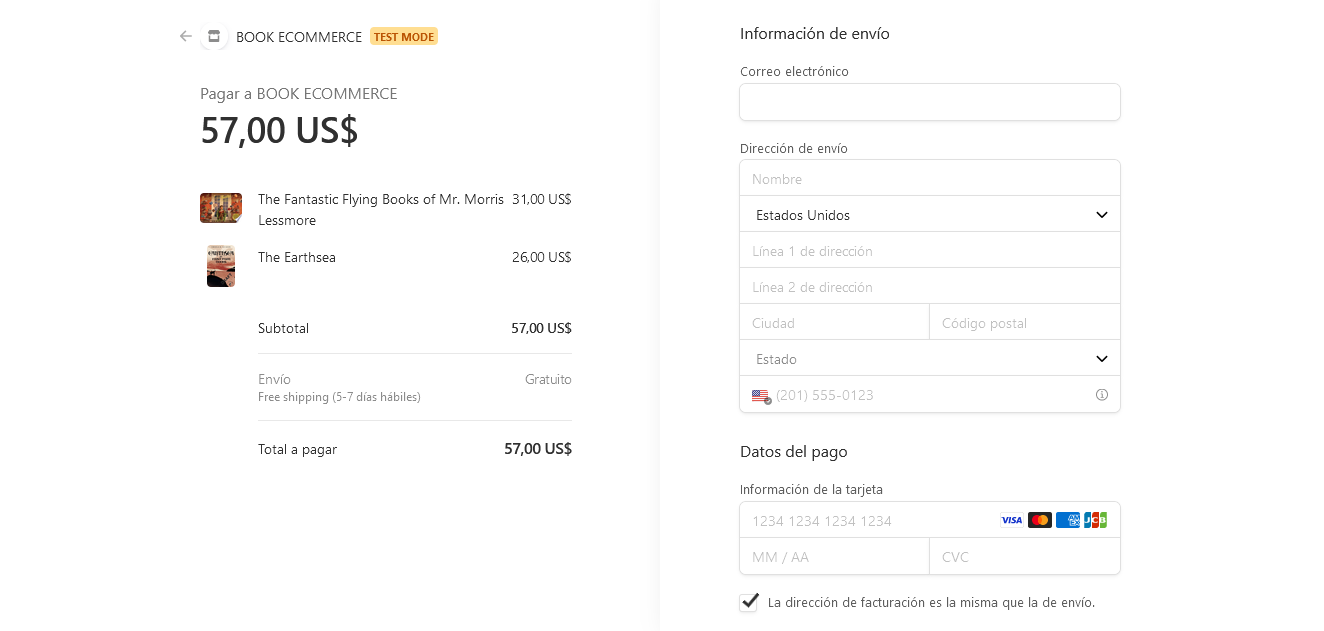 BOOK ECOMMERCE TEST MODE
Pagar a BOOK ECOMMERCE
57,00 US$
The Fantastic Flying Books of Mr. Morris 31,00 US$
Lessmore
The Earthsea 26,00 US$
Subtotal 57,00 US$
Envío Gratuito
Free shipping (5-7 días hábiles)
Total a pagar 57,00 US$
Información de envío
Correo electrónico
Dirección de envío
Nombre
Estados Unidos
Línea 1 de dirección
Línea 2 de dirección
Ciudad Código postal
Estado
(201) 555-0123
Datos del pago
Información de la tarjeta
1234 1234 1234 1234 VISA JCB
MM / AA CVC
La dirección de facturación es la misma que la de envío.